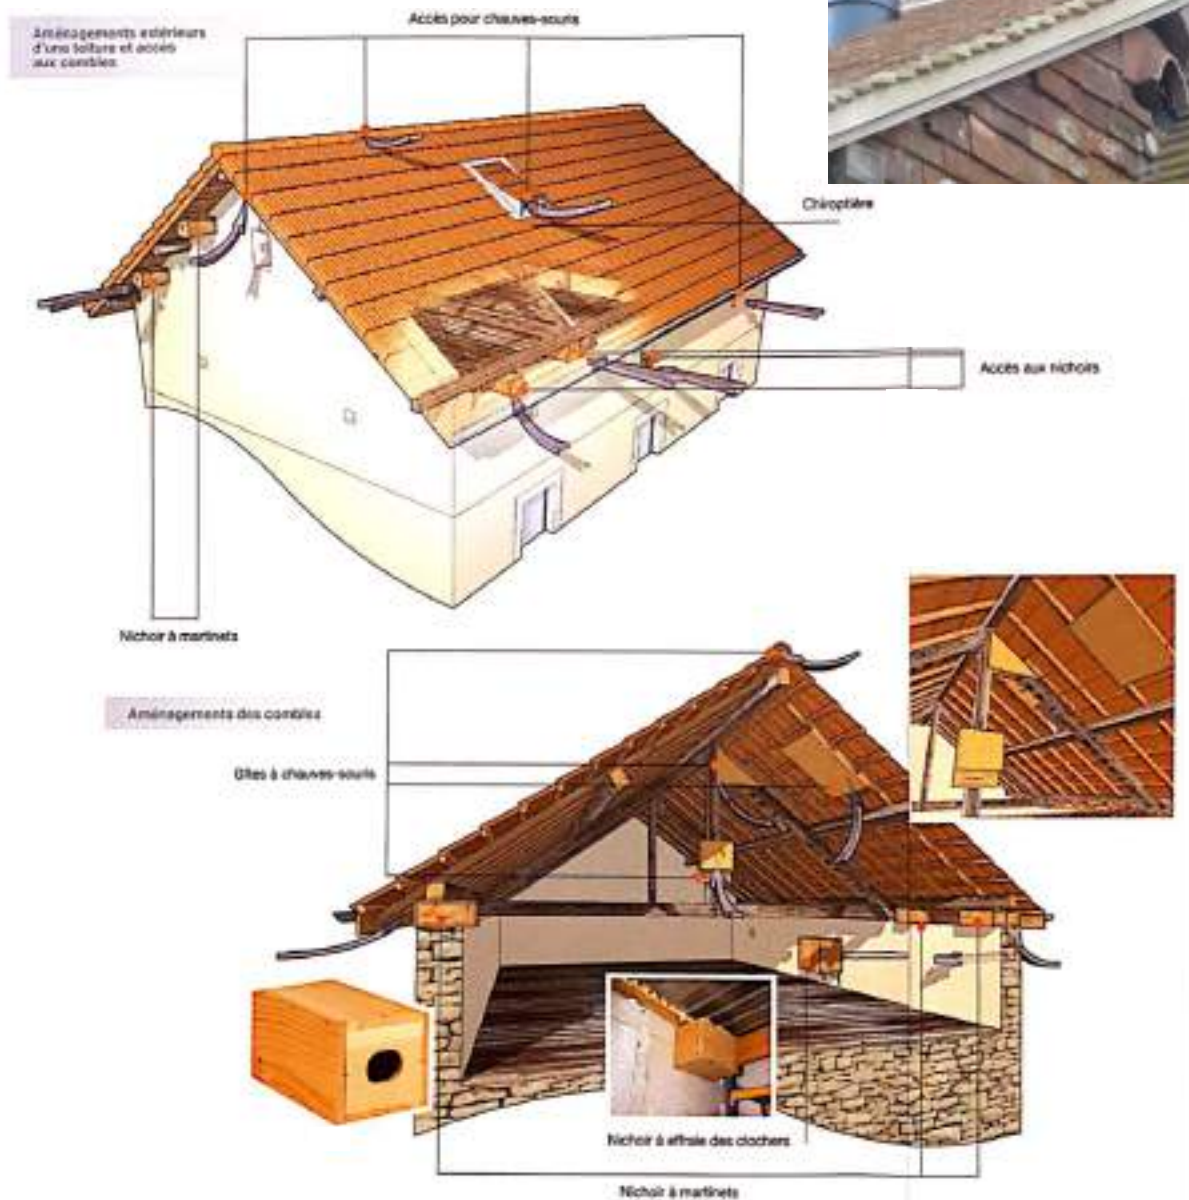 Accès pour chauves-souris
Aménagements extérieurs
d'une toiture et accès
aux combles
Chiroptière
Accès aux nichoirs
Nichoir à martinets
Aménagements des combles
Gîtes à chauves-souris
Nichoir à effraie des clochers
Nichoir à martinets